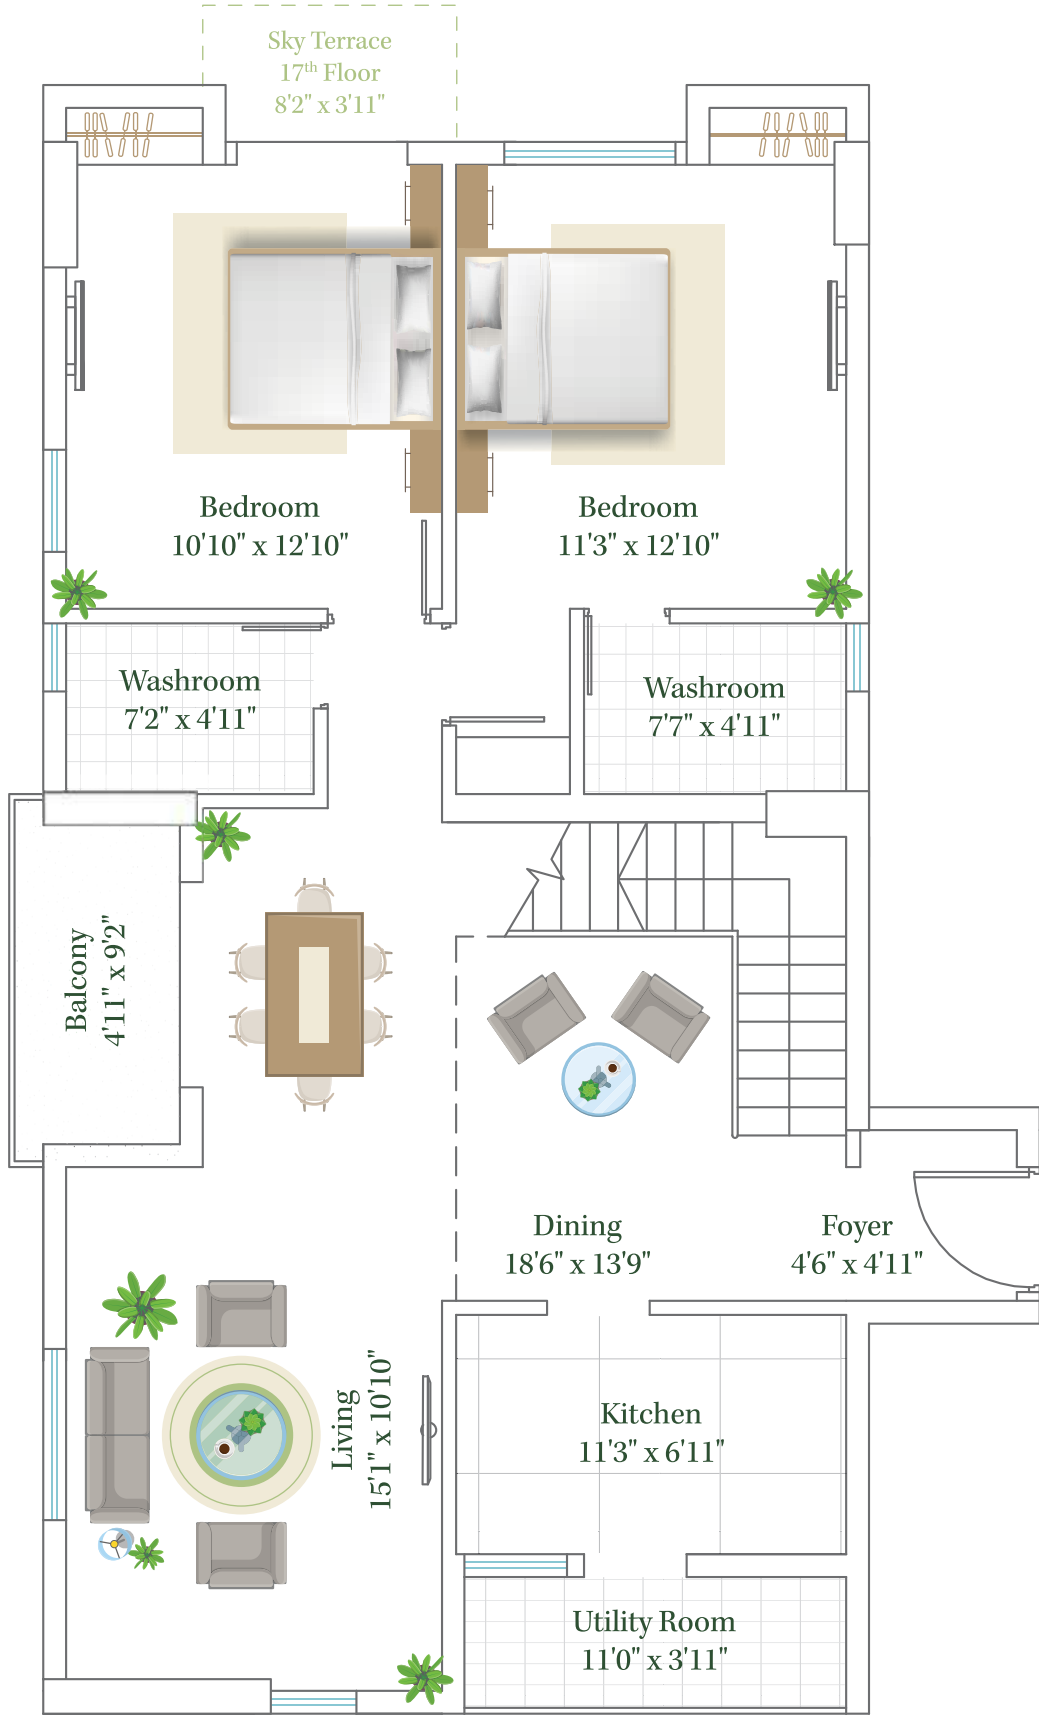 Sky Terrace
17th Floor
8'2" x 3'11"
Bedroom
10'10" x 12'10"
Bedroom
11'3" x 12'10"
Washroom
7'2" x 4'11"
Washroom
7'7" x 4'11"
Balcony
4'11" x 9'2"
Dining
18'6" x 13'9"
Foyer
4'6" x 4'11"
Living
15'1" x 10'10"
Kitchen
11'3" x 6'11"
Utility Room
11'0" x 3'11"